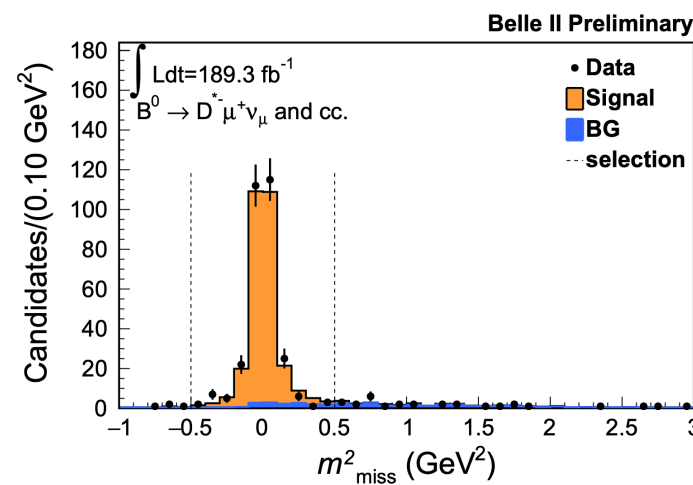 Belle II Preliminary
∫ Ldt=189.3 fb⁻¹
B⁰ → D*⁻μ⁺ν_μ and cc.
Data
Signal
BG
selection
Candidates/(0.10 GeV²)
180
160
140
120
100
80
60
40
20
0
−1 −0.5 0 0.5 1 1.5 2 2.5 3
m²_miss (GeV²)